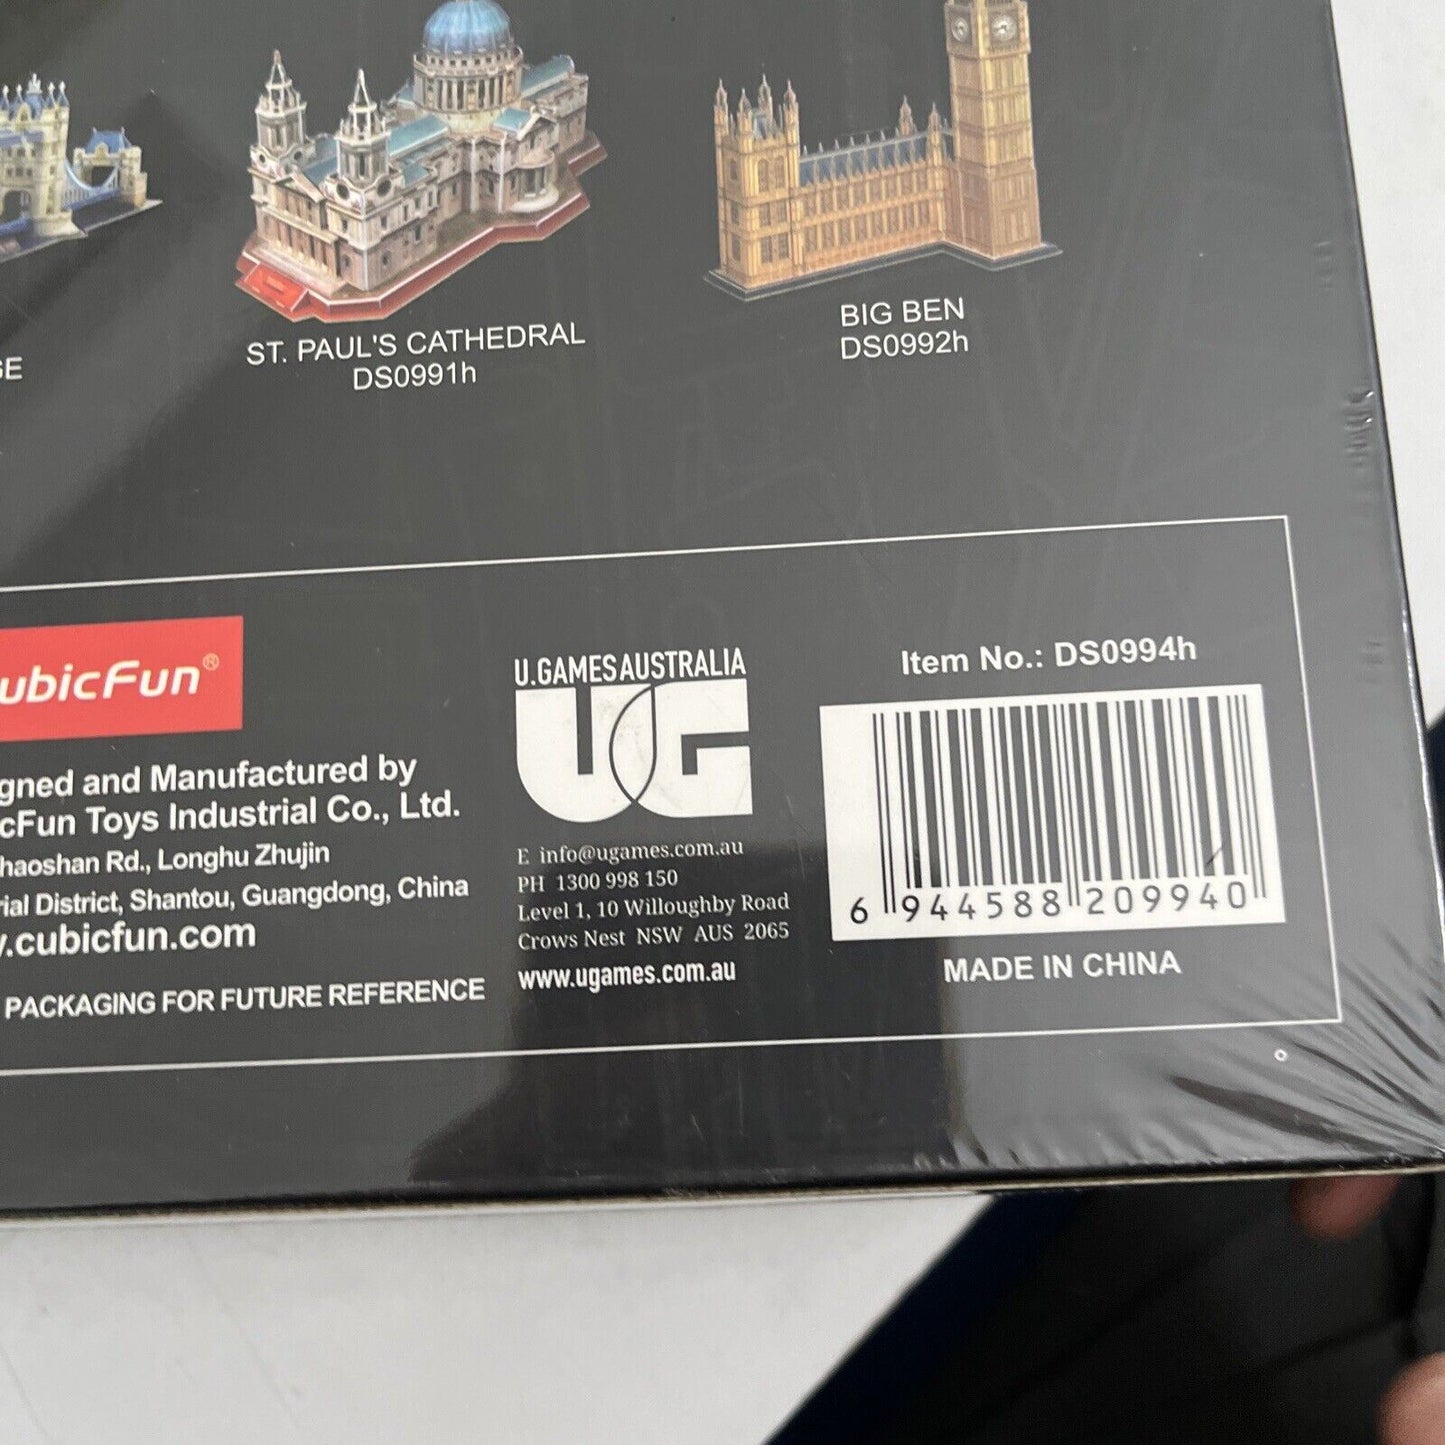 ST. PAUL'S CATHEDRAL
DS0991h
BIG BEN
DS0992h
GE
ubicFun®
gned and Manufactured by
cFun Toys Industrial Co., Ltd.
haoshan Rd., Longhu Zhujin
rial District, Shantou, Guangdong, China
.cubicfun.com
PACKAGING FOR FUTURE REFERENCE
U.GAMES AUSTRALIA
UG
E info@ugames.com.au
PH 1300 998 150
Level 1, 10 Willoughby Road
Crows Nest NSW AUS 2065
www.ugames.com.au
Item No.: DS0994h
6 944588 209940
MADE IN CHINA